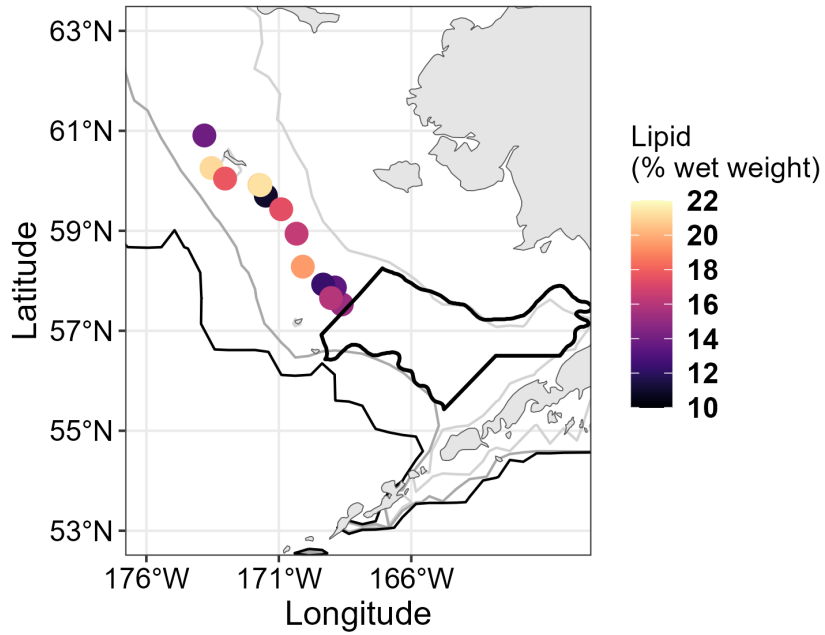 63°N
61°N
59°N
57°N
55°N
53°N
Latitude
176°W 171°W 166°W
Longitude
Lipid
(% wet weight)
22
20
18
16
14
12
10